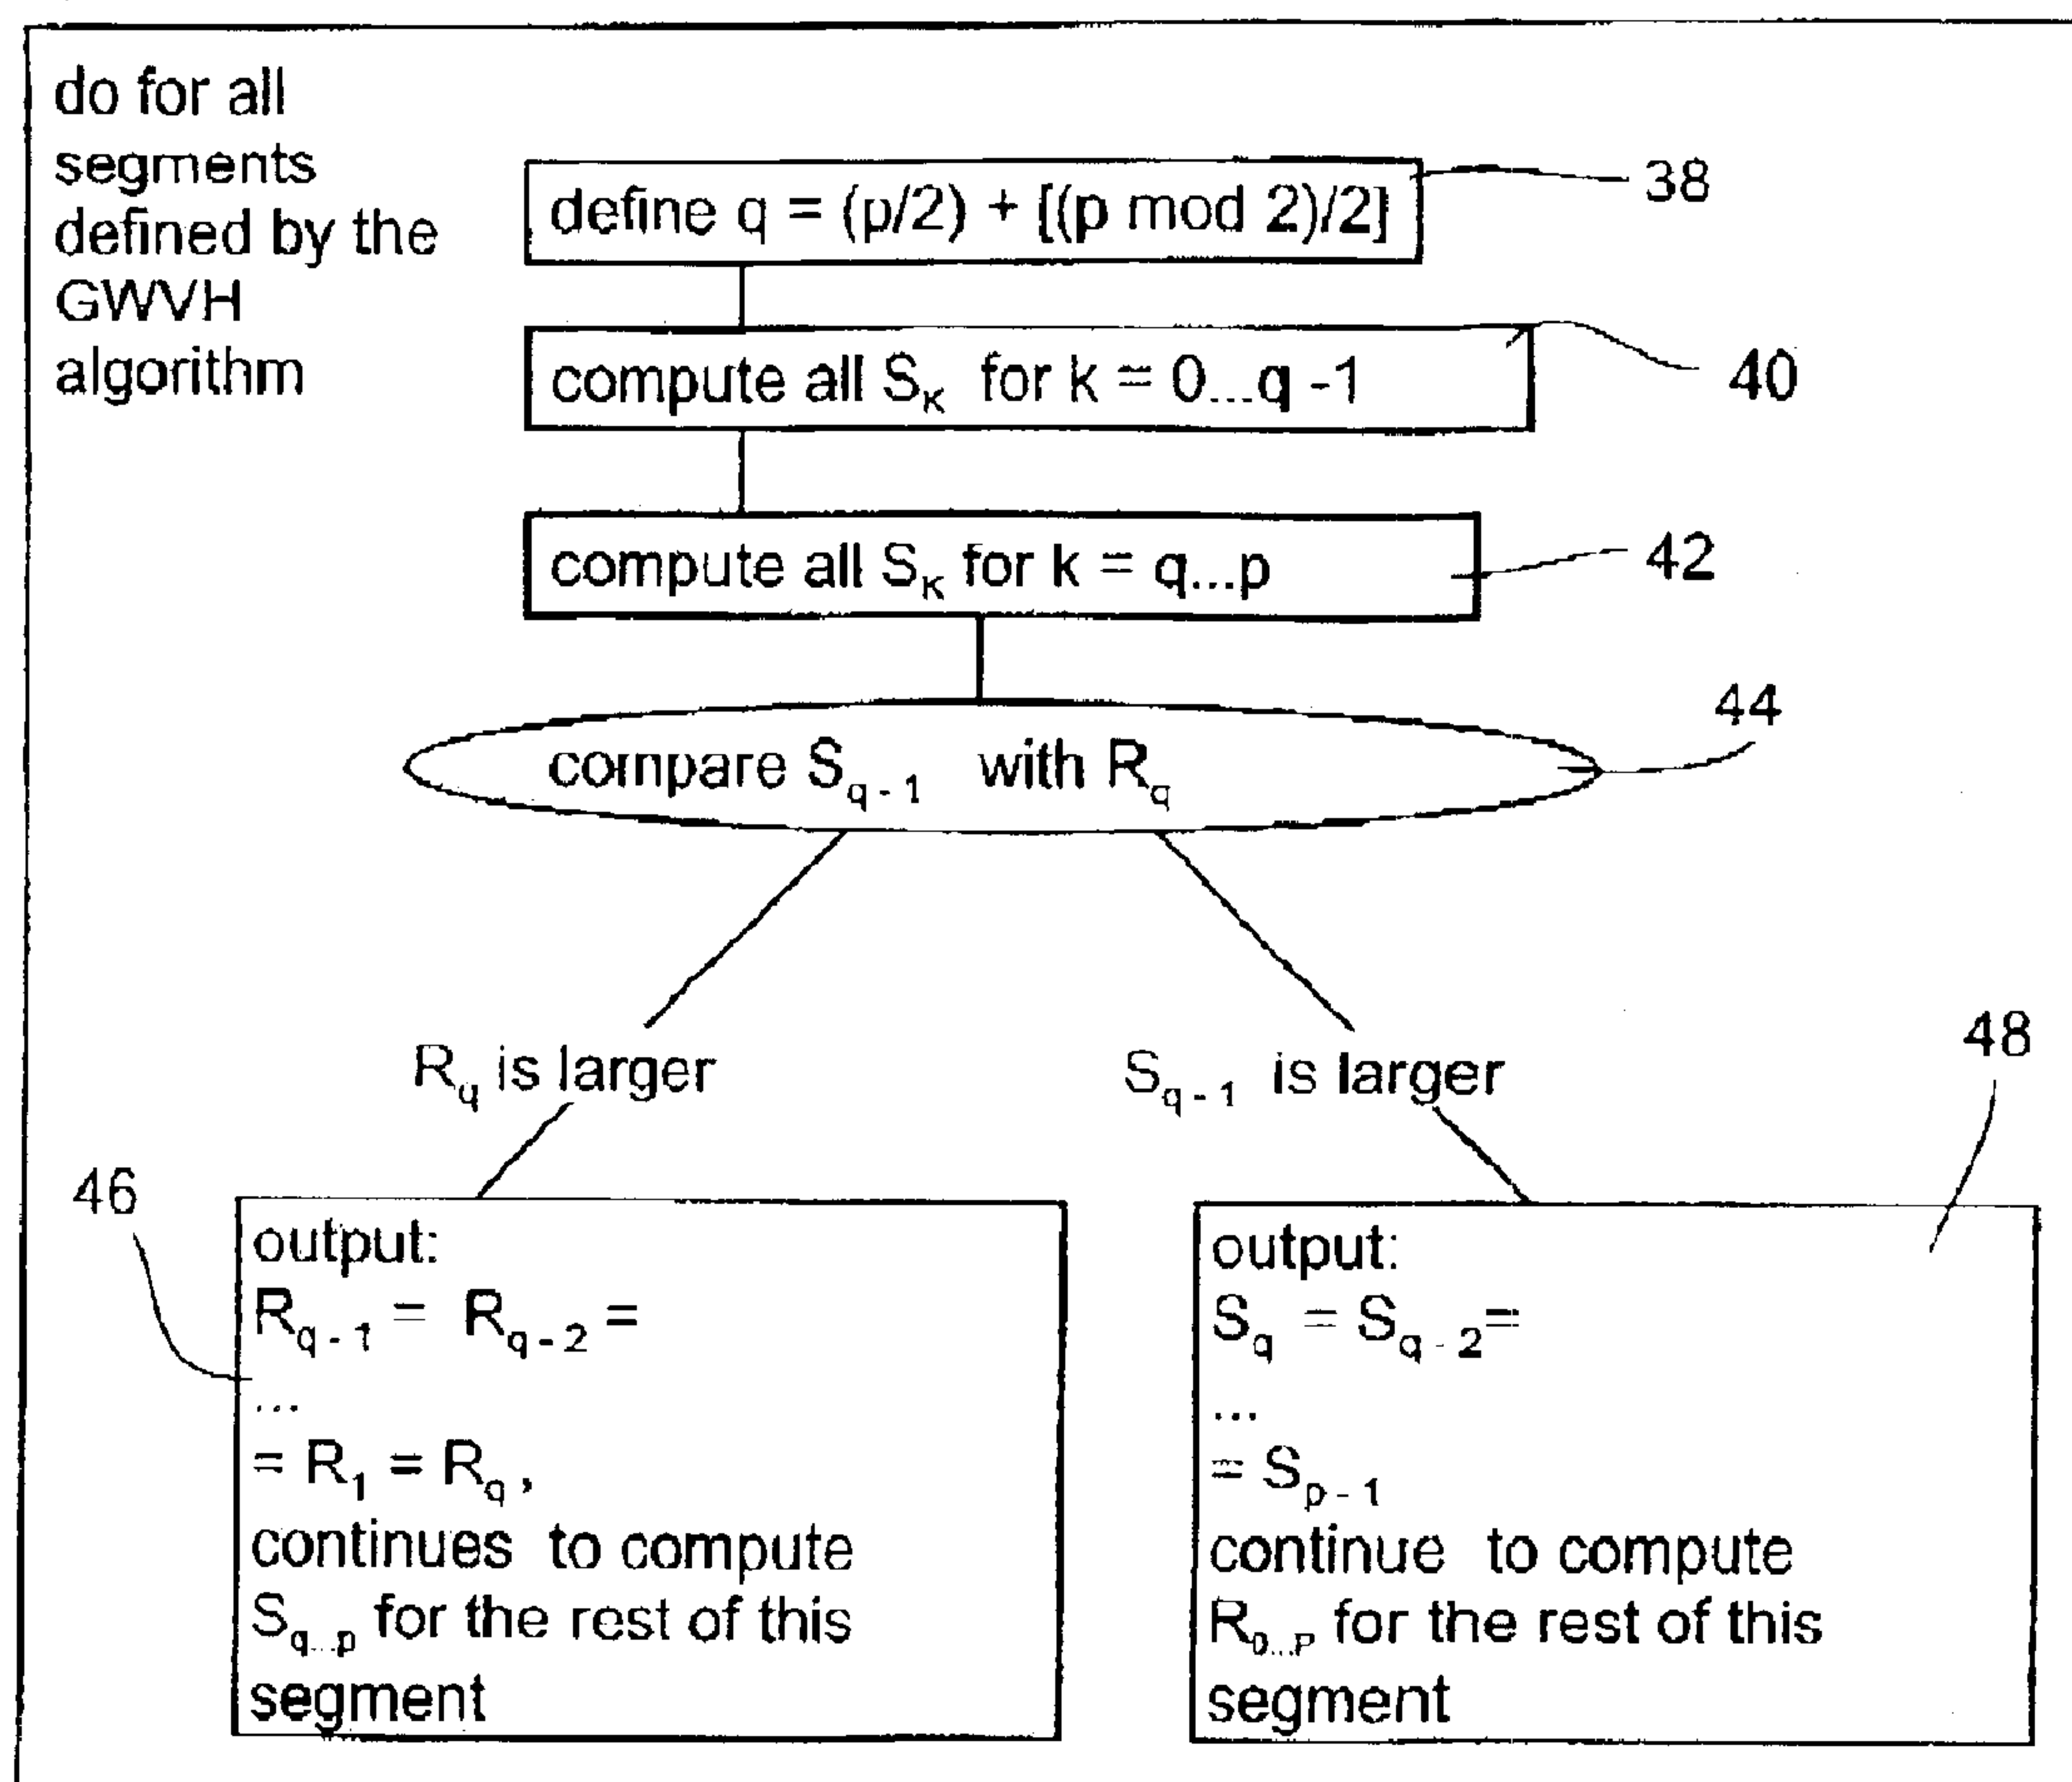 do for all
segments
defined by the
GWVH
algorithm
define q = (p/2) + [(p mod 2)/2]
38
compute all S_K for k = 0...q -1
40
compute all S_K for k = q...p
42
compare S_q-1 with R_q
44
R_q is larger
S_q-1 is larger
46
output:
R_q-1 = R_q-2 =
...
= R_1 = R_q,
continues to compute
S_q...p for the rest of this
segment
48
output:
S_q = S_q-2 =
...
= S_p-1
continue to compute
R_0...P for the rest of this
segment